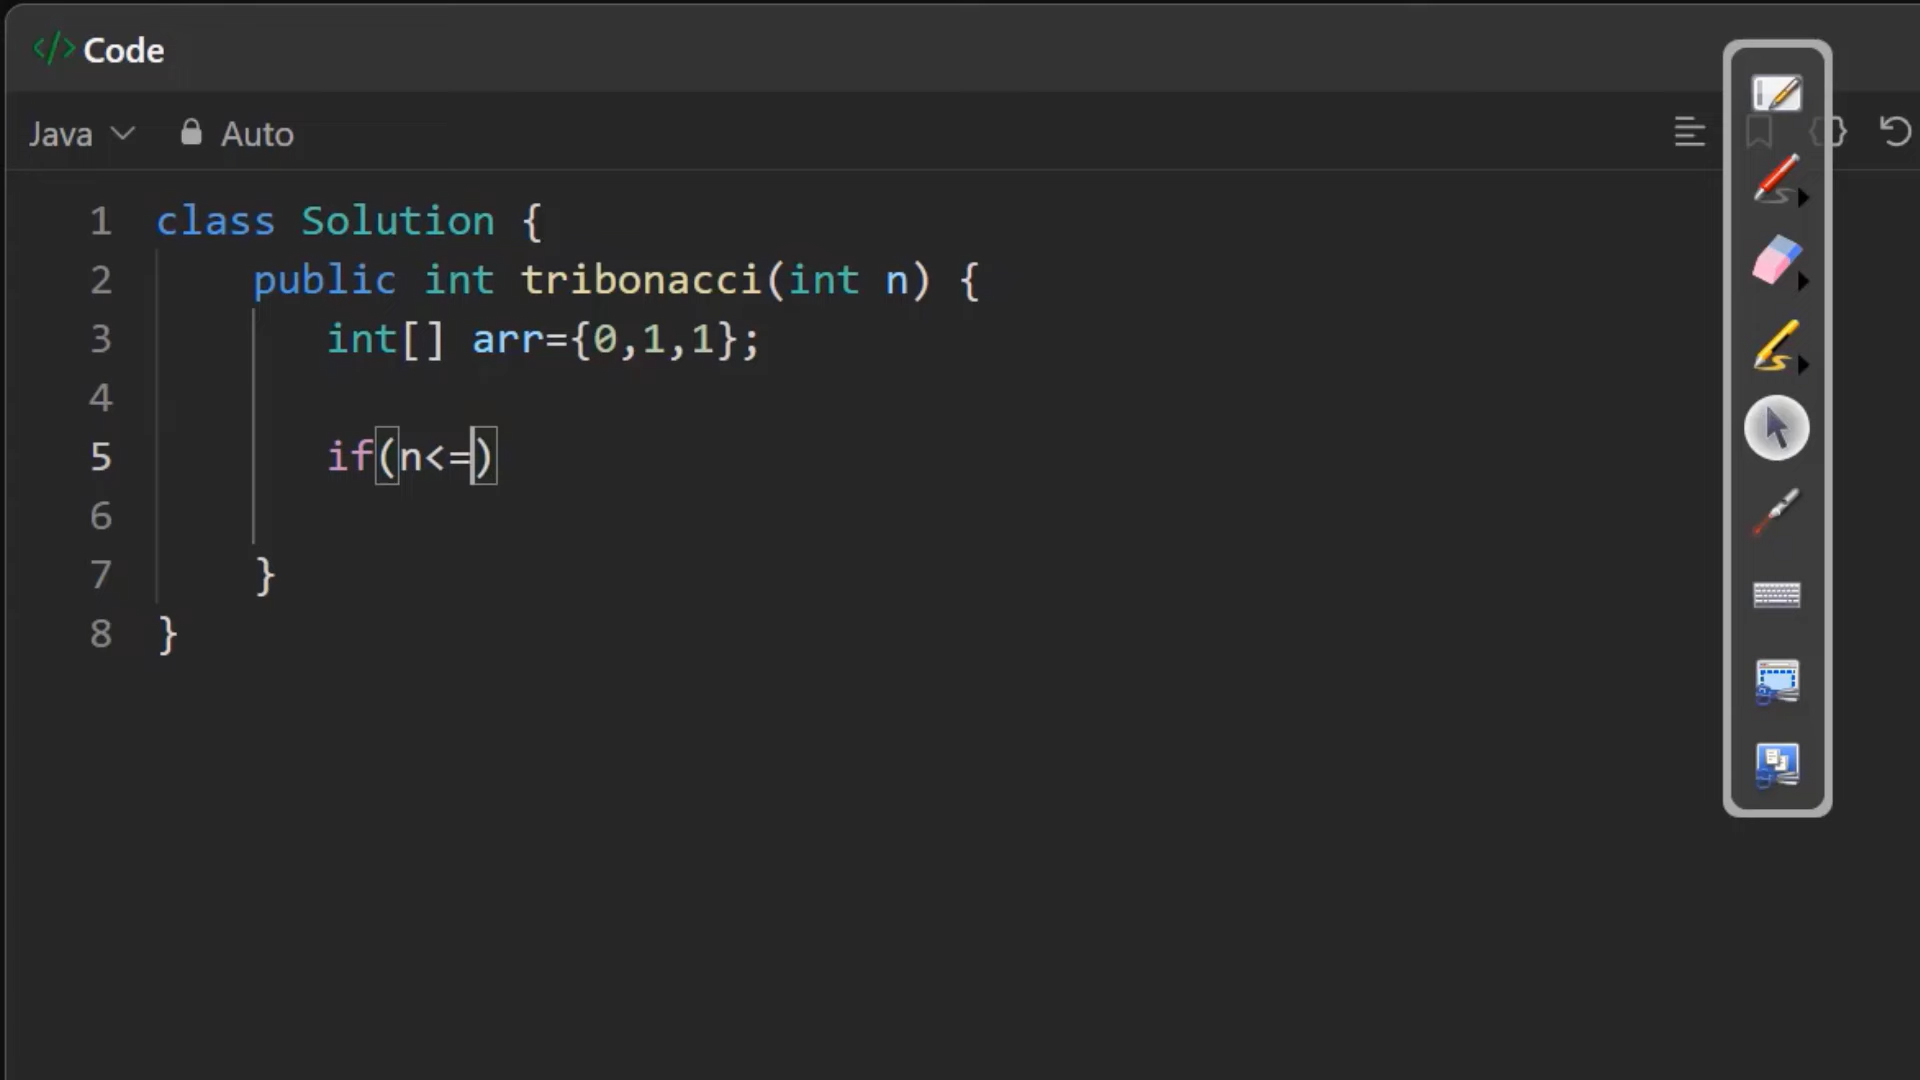 </> Code
Java Auto
1 class Solution {
2 public int tribonacci(int n) {
3 int[] arr={0,1,1};
4
5 if(n<=)
6
7 }
8 }